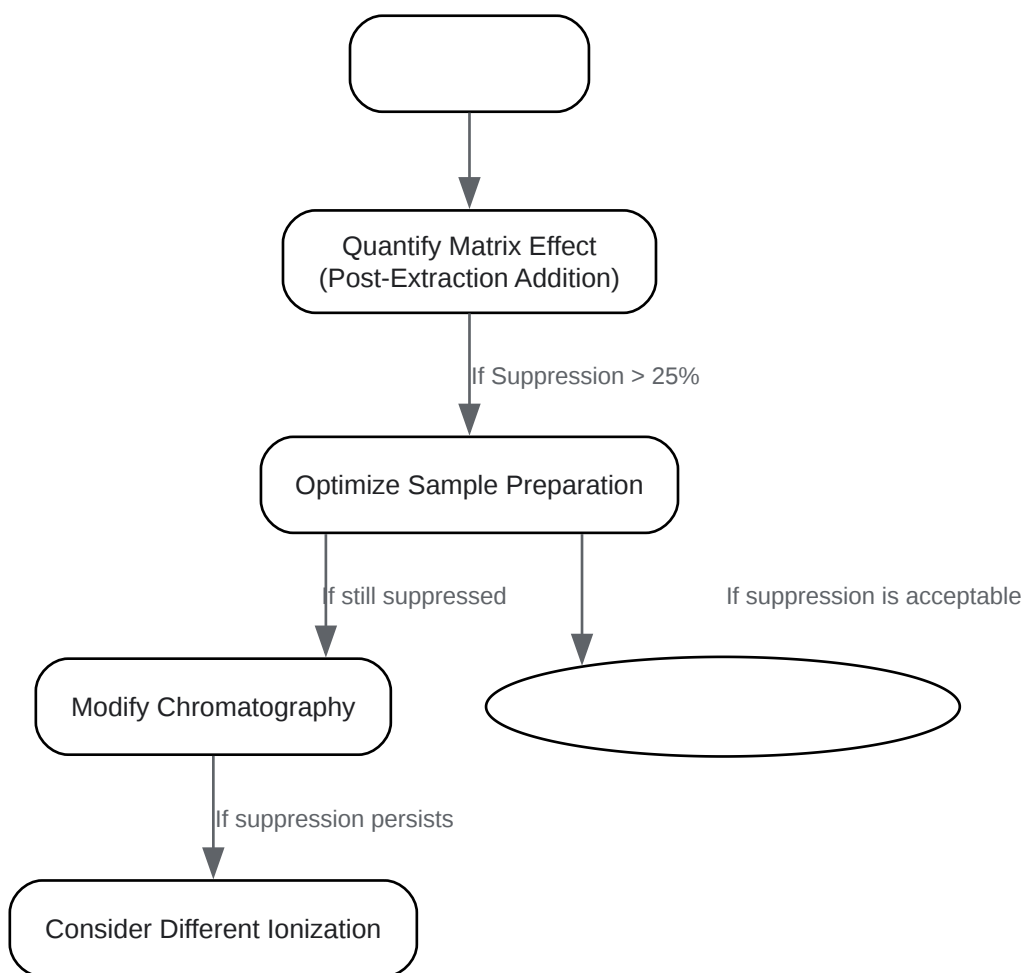 Quantify Matrix Effect
(Post-Extraction Addition)
If Suppression > 25%
Optimize Sample Preparation
If still suppressed
If suppression is acceptable
Modify Chromatography
If suppression persists
Consider Different Ionization